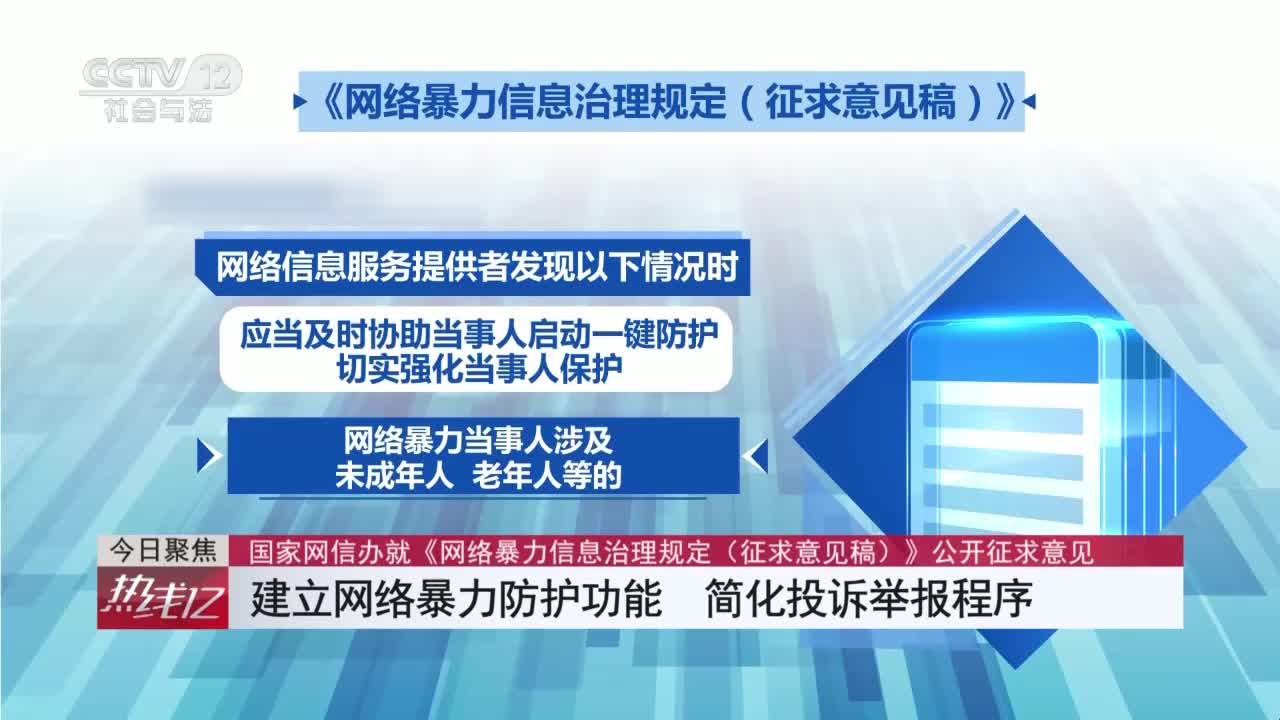 CCTV 12
社会与法
《网络暴力信息治理规定（征求意见稿）》
网络信息服务提供者发现以下情况时
应当及时协助当事人启动一键防护
切实强化当事人保护
网络暴力当事人涉及
未成年人 老年人等的
今日聚焦
国家网信办就《网络暴力信息治理规定（征求意见稿）》公开征求意见
热线12
建立网络暴力防护功能 简化投诉举报程序